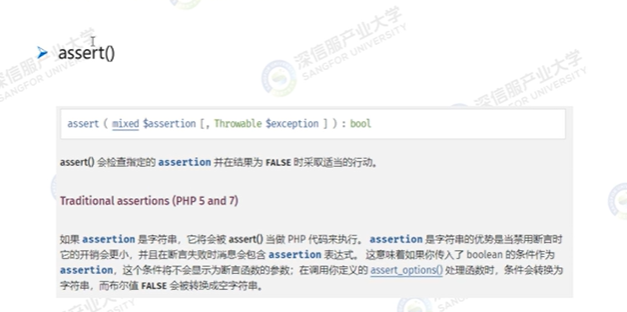 assert()
深信服产业大学
SANGFOR UNIVERSITY
assert ( mixed $assertion [, Throwable $exception ] ) : bool
assert() 会检查指定的 assertion 并在结果为 FALSE 时采取适当的行动。
Traditional assertions (PHP 5 and 7)
如果 assertion 是字符串，它将会被 assert() 当做 PHP 代码来执行。 assertion 是字符串的优势是当禁用断言时
它的开销会更小，并且在断言失败时消息会包含 assertion 表达式。 这意味着如果你传入了 boolean 的条件作为
assertion，这个条件将不会显示为断言函数的参数；在调用你定义的 assert_options() 处理函数时，条件会转换为
字符串，而布尔值 FALSE 会被转换成空字符串。